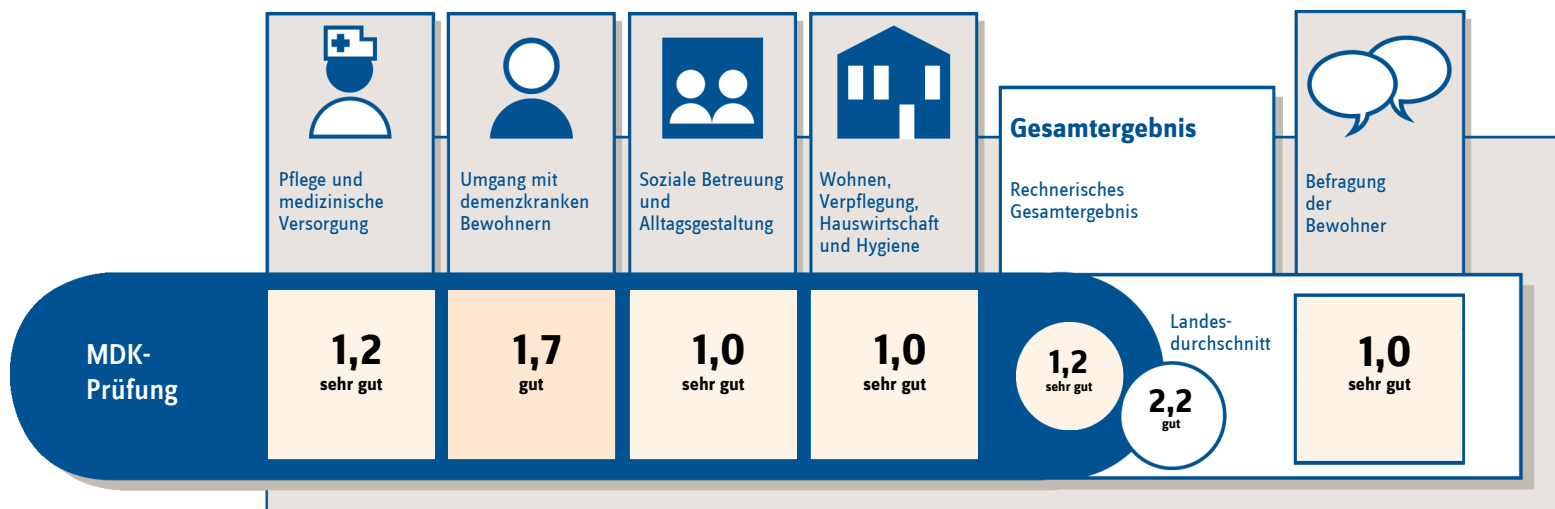 Pflege und
medizinische
Versorgung
Umgang mit
demenzkranken
Bewohnern
Soziale Betreuung
und
Alltagsgestaltung
Wohnen,
Verpflegung,
Hauswirtschaft
und Hygiene
Gesamtergebnis
Rechnerisches
Gesamtergebnis
Befragung
der
Bewohner
MDK-
Prüfung
1,2
sehr gut
1,7
gut
1,0
sehr gut
1,0
sehr gut
1,2
sehr gut
Landes-
durchschnitt
2,2
gut
1,0
sehr gut